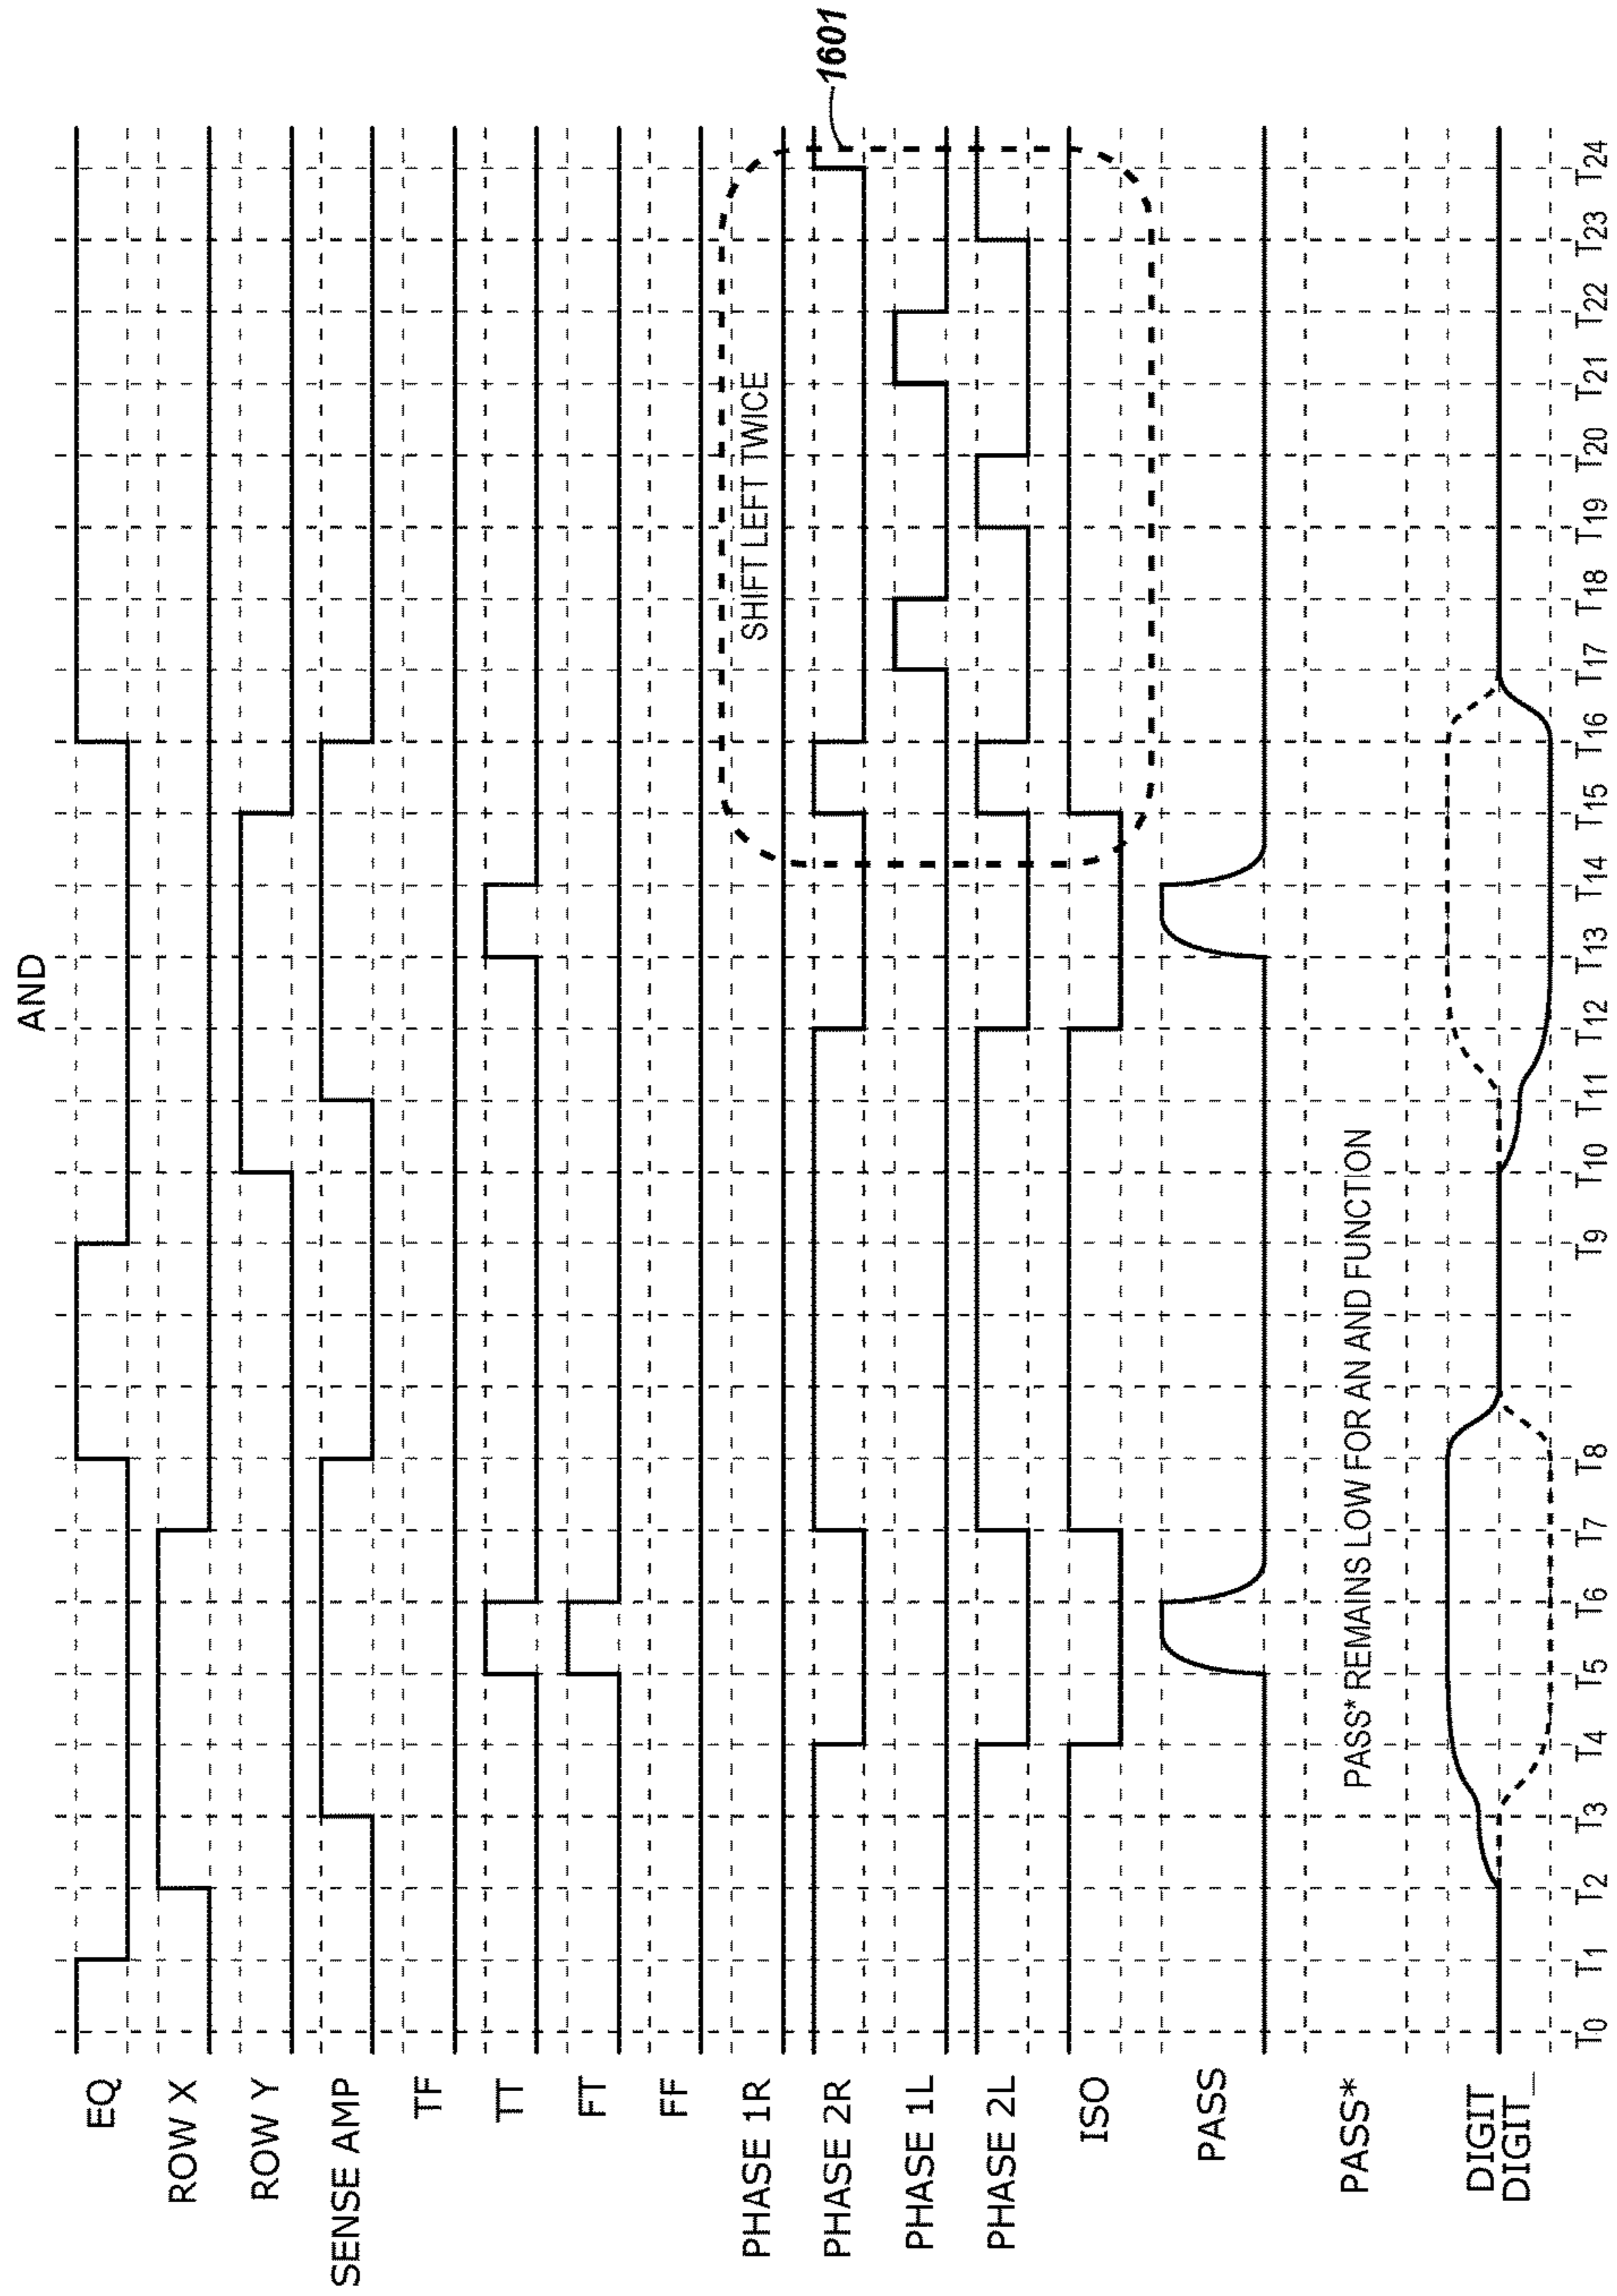 AND
EQ
ROW X
ROW Y
SENSE AMP
TF
TT
FT
FF
PHASE 1R
PHASE 2R
PHASE 1L
PHASE 2L
ISO
PASS
PASS*
DIGIT
DIGIT_
SHIFT LEFT TWICE
1601
PASS* REMAINS LOW FOR AN AND FUNCTION
T0 T1 T2 T3 T4 T5 T6 T7 T8 T9 T10 T11 T12 T13 T14 T15 T16 T17 T18 T19 T20 T21 T22 T23 T24